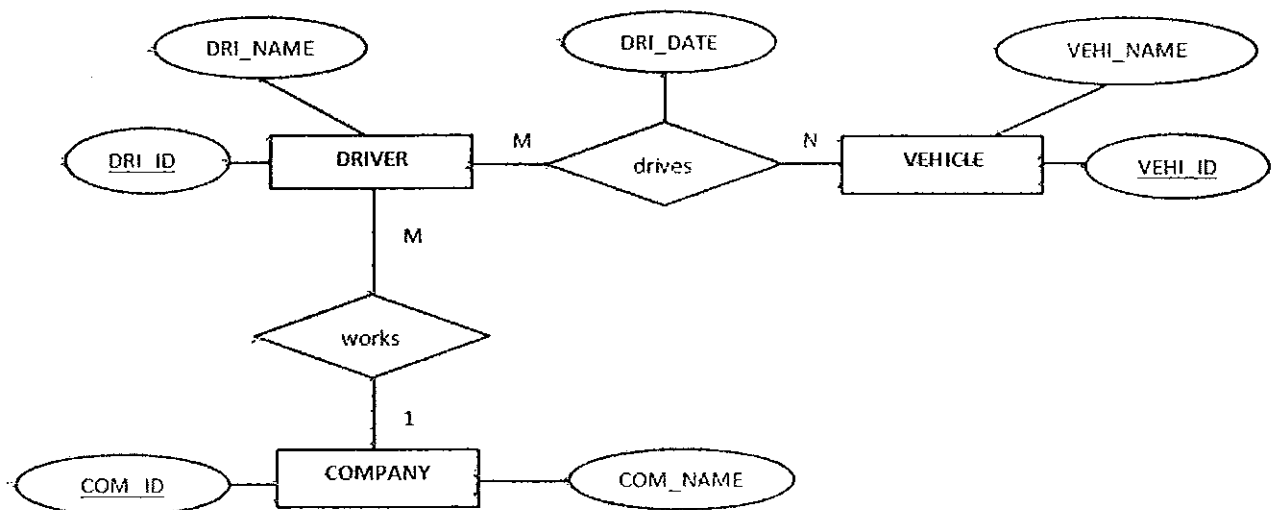 DRI_NAME
DRI_DATE
VEHI_NAME
DRI_ID
DRIVER
M
drives
N
VEHICLE
VEHI_ID
M
works
1
COM_ID
COMPANY
COM_NAME